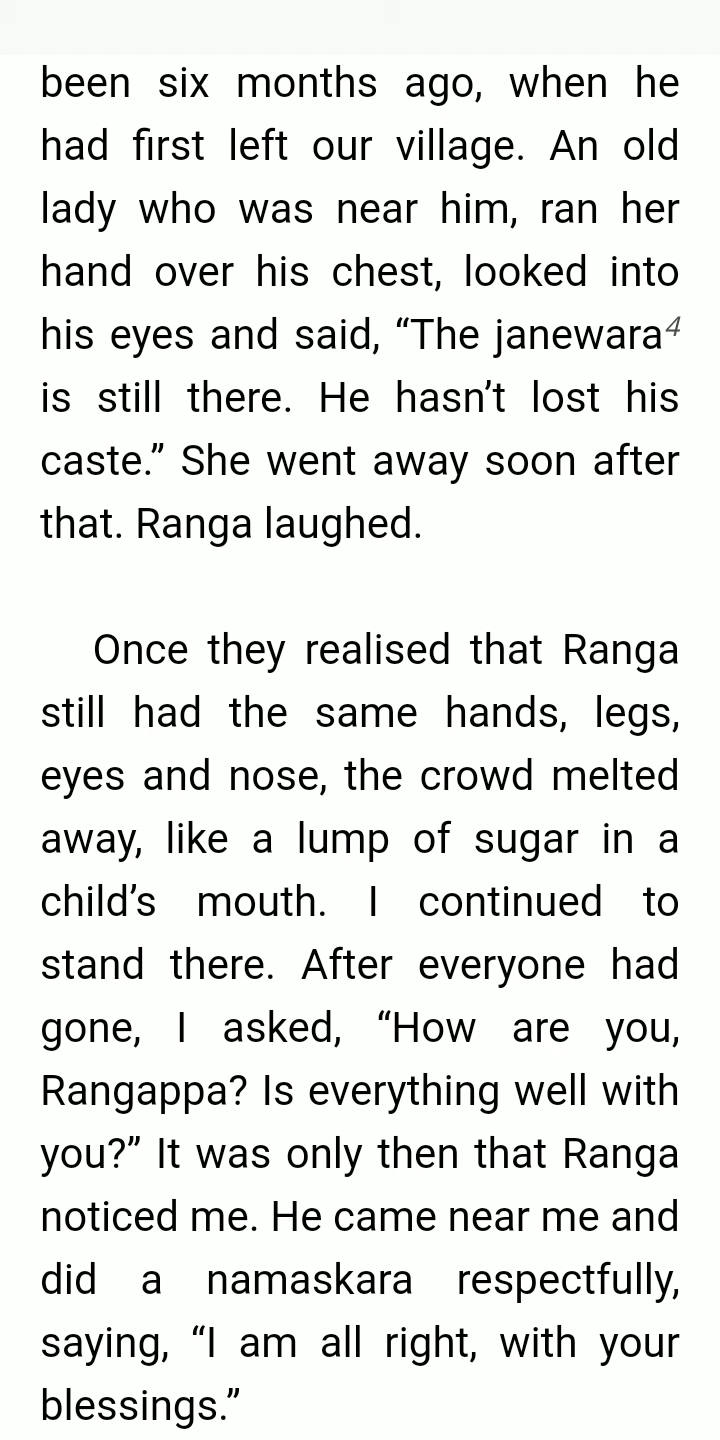 been six months ago, when he
had first left our village. An old
lady who was near him, ran her
hand over his chest, looked into
his eyes and said, “The janewara4
is still there. He hasn’t lost his
caste.” She went away soon after
that. Ranga laughed.
Once they realised that Ranga
still had the same hands, legs,
eyes and nose, the crowd melted
away, like a lump of sugar in a
child’s mouth. I continued to
stand there. After everyone had
gone, I asked, “How are you,
Rangappa? Is everything well with
you?” It was only then that Ranga
noticed me. He came near me and
did a namaskara respectfully,
saying, “I am all right, with your
blessings.”